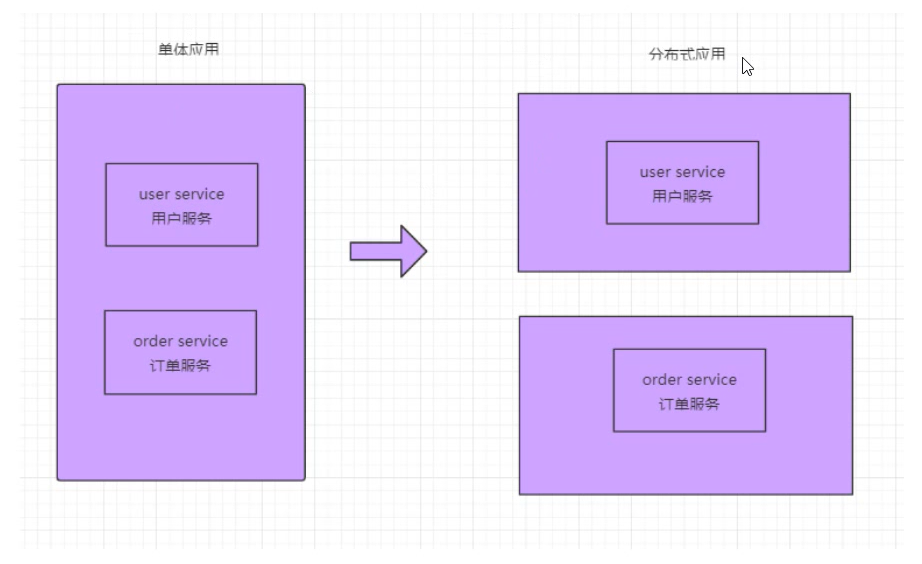 单体应用
user service
用户服务
order service
订单服务
分布式应用
user service
用户服务
order service
订单服务